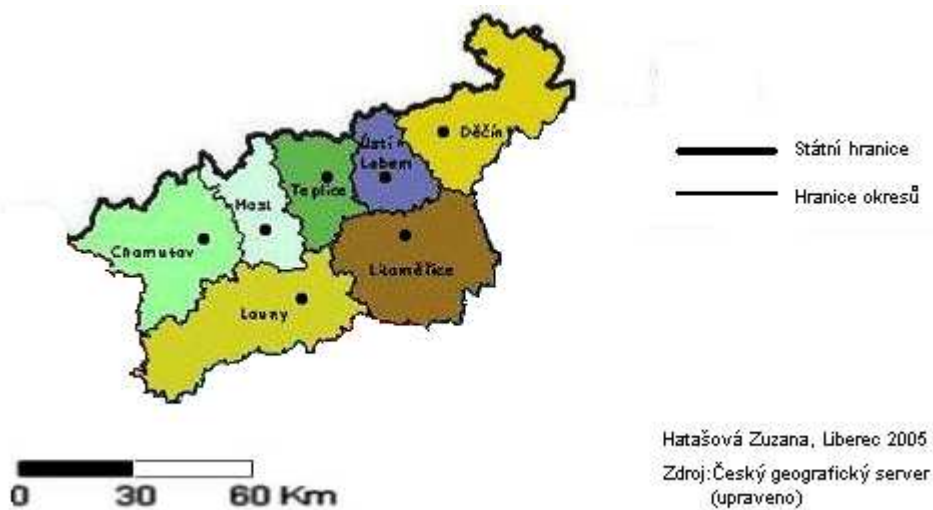 Děčín
Ústí n
Labem
Teplice
Most
Chomutov
Litoměřice
Louny
Státní hranice
Hranice okresů
0 30 60 Km
Hatašová Zuzana, Liberec 2005
Zdroj:Český geografický server
(upraveno)